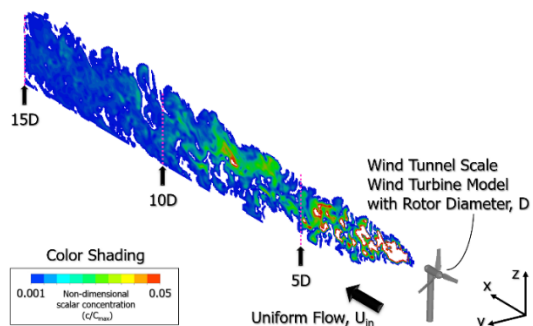 15D
10D
5D
Wind Tunnel Scale
Wind Turbine Model
with Rotor Diameter, D
Color Shading
0.001
0.05
Non-dimensional
scalar concentration
(c/Cmax)
Uniform Flow, Uin
z
x
y